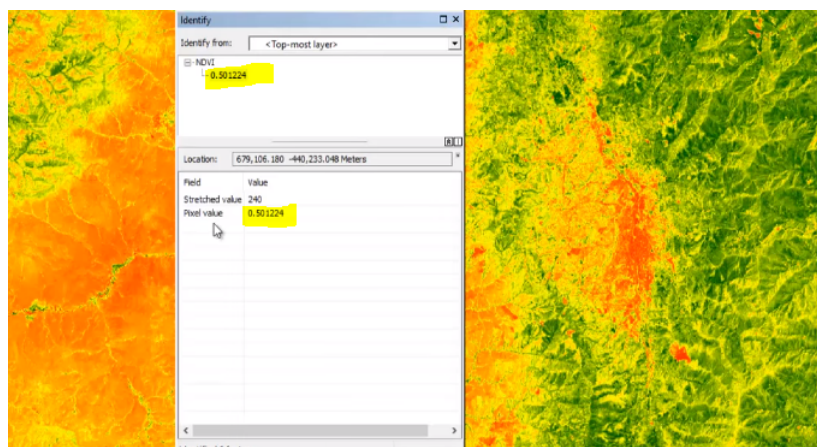 Identify
Identify from: <Top-most layer>
NDVI
0.501224
Location: 679,106.180 -440,233.048 Meters
Field Value
Stretched value 240
Pixel value 0.501224